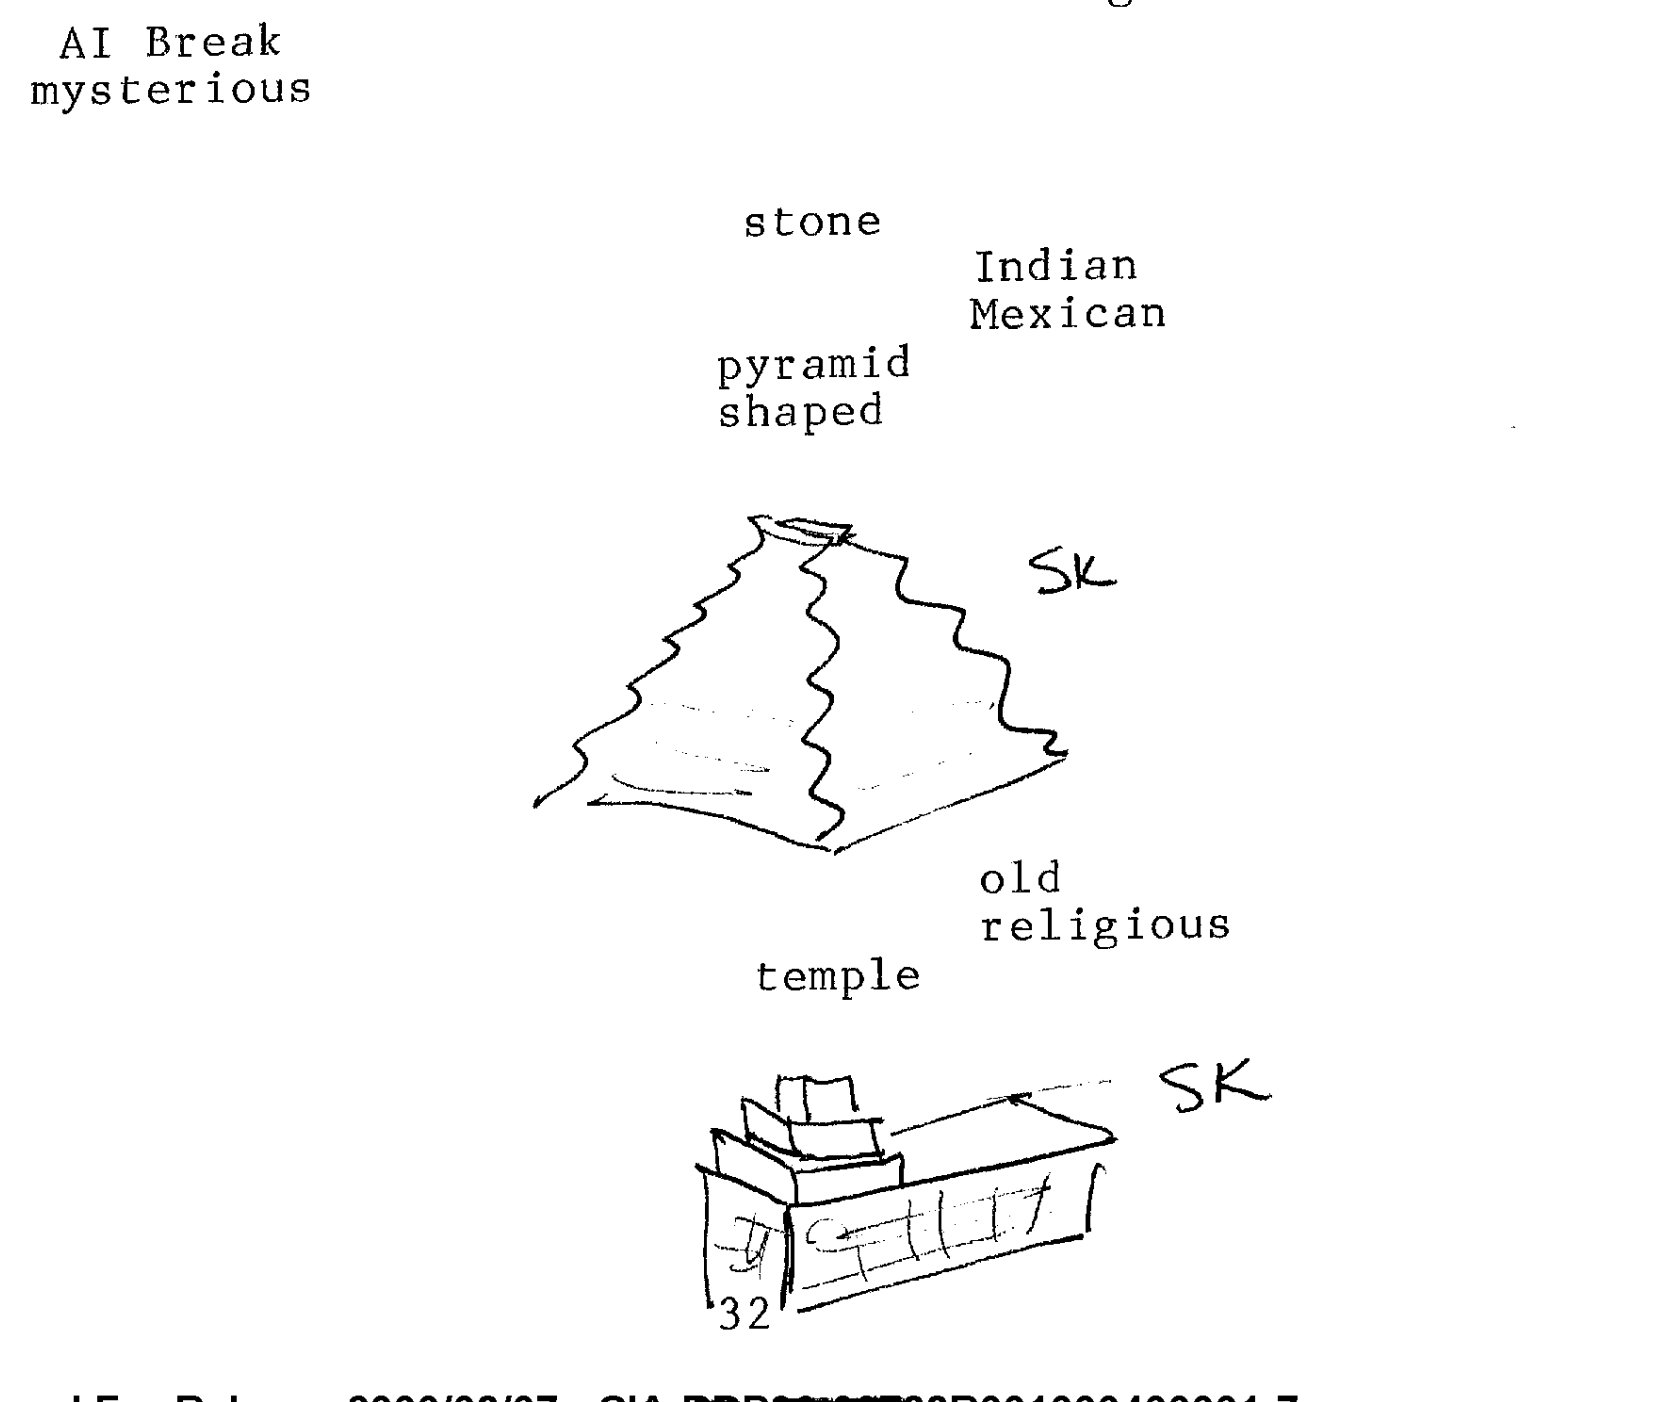 AI Break
mysterious
stone
Indian
Mexican
pyramid
shaped
SK
old
religious
temple
SK
32